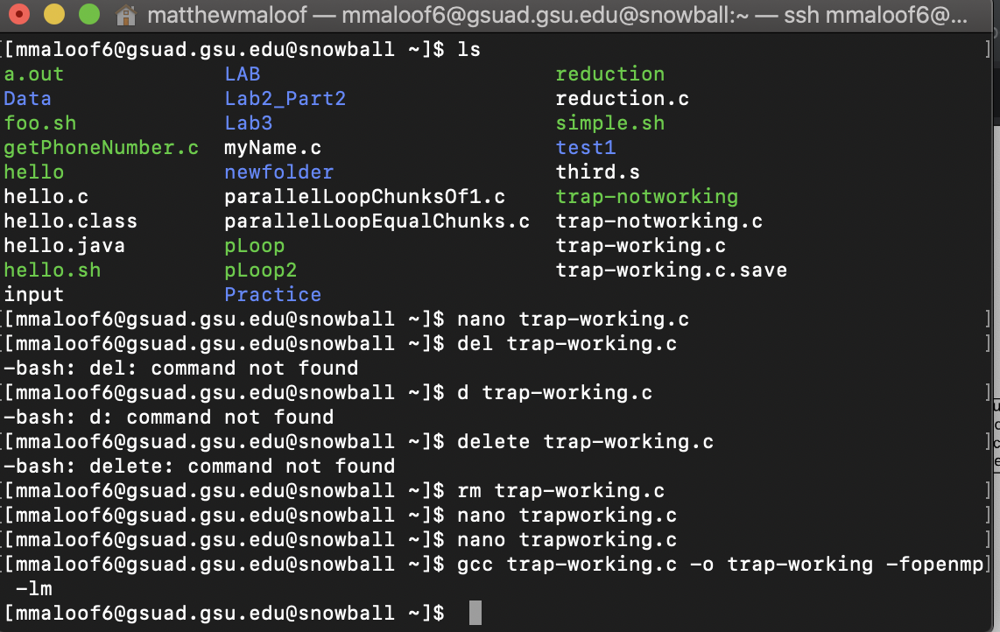 matthewmaloof — mmaloof6@gsuad.gsu.edu@snowball:~ — ssh mmaloof6@...
[mmaloof6@gsuad.gsu.edu@snowball ~]$ ls
a.out LAB reduction
Data Lab2_Part2 reduction.c
foo.sh Lab3 simple.sh
getPhoneNumber.c myName.c test1
hello newfolder third.s
hello.c parallelLoopChunksOf1.c trap-notworking
hello.class parallelLoopEqualChunks.c trap-notworking.c
hello.java pLoop trap-working.c
hello.sh pLoop2 trap-working.c.save
input Practice
[mmaloof6@gsuad.gsu.edu@snowball ~]$ nano trap-working.c
[mmaloof6@gsuad.gsu.edu@snowball ~]$ del trap-working.c
-bash: del: command not found
[mmaloof6@gsuad.gsu.edu@snowball ~]$ d trap-working.c
-bash: d: command not found
[mmaloof6@gsuad.gsu.edu@snowball ~]$ delete trap-working.c
-bash: delete: command not found
[mmaloof6@gsuad.gsu.edu@snowball ~]$ rm trap-working.c
[mmaloof6@gsuad.gsu.edu@snowball ~]$ nano trapworking.c
[mmaloof6@gsuad.gsu.edu@snowball ~]$ nano trapworking.c
[mmaloof6@gsuad.gsu.edu@snowball ~]$ gcc trap-working.c -o trap-working -fopenmp
-lm
[mmaloof6@gsuad.gsu.edu@snowball ~]$